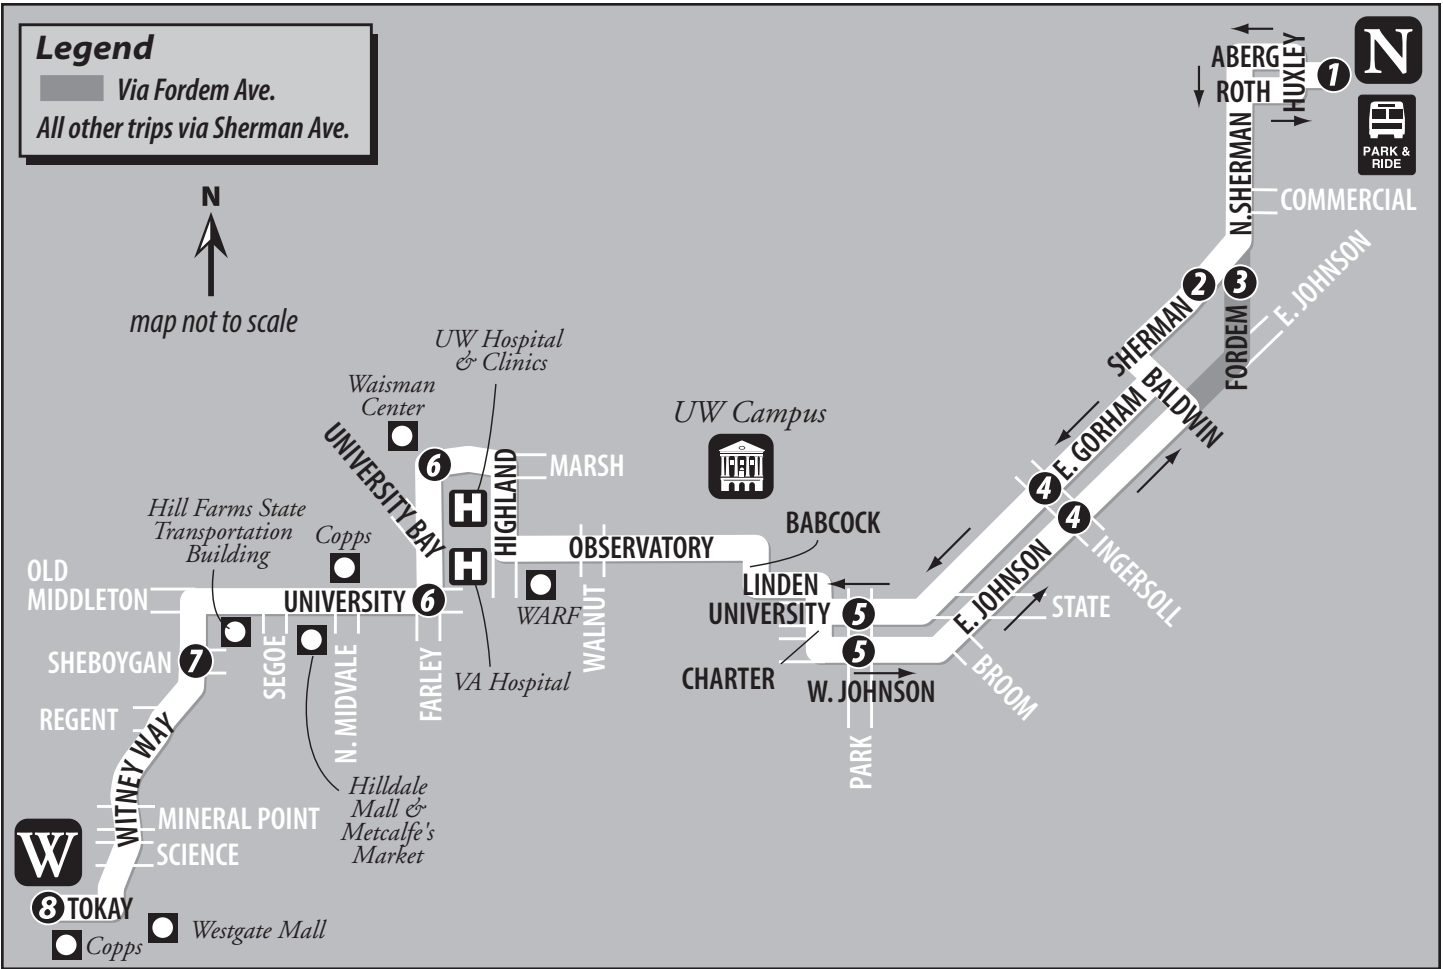 Legend
Via Fordem Ave.
All other trips via Sherman Ave.
N
map not to scale
ABERG
ROTH
HUXLEY
1
N
PARK &
RIDE
N. SHERMAN
COMMERCIAL
2
3
SHERMAN
FORDEM
E. JOHNSON
BALDWIN
E. GORHAM
4
4
INGERSOLL
E. JOHNSON
STATE
BROOM
UW Hospital
& Clinics
Waisman
Center
UW Campus
UNIVERSITY BAY
6
H
H
HIGHLAND
MARSH
OBSERVATORY
BABCOCK
LINDEN
UNIVERSITY
5
5
CHARTER
W. JOHNSON
PARK
WARF
WALNUT
VA Hospital
Hill Farms State
Transportation
Building
Copps
OLD
MIDDLETON
UNIVERSITY
6
SHEBOYGAN
7
SEGOE
N. MIDVALE
FARLEY
REGENT
WITNEY WAY
Hilldale
Mall &
Metcalfe's
Market
MINERAL POINT
SCIENCE
W
8
TOKAY
Copps
Westgate Mall